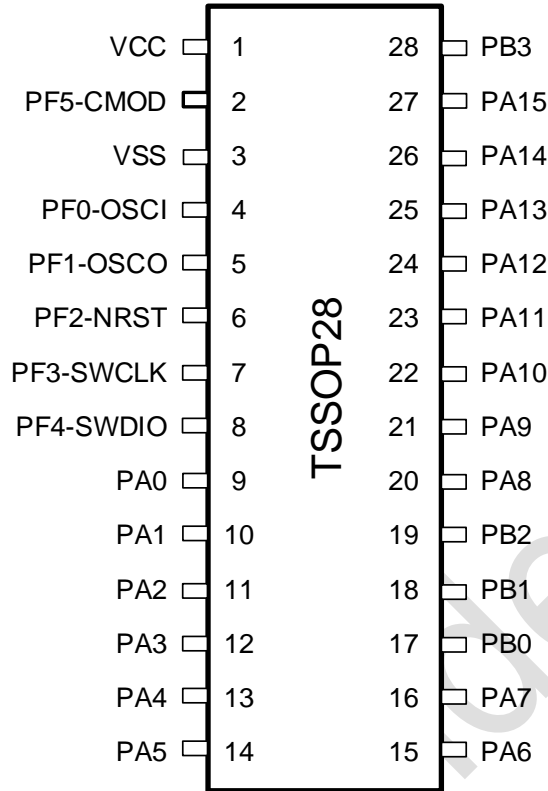 VCC 1 28 PB3
PF5-CMOD 2 27 PA15
VSS 3 26 PA14
PF0-OSCI 4 25 PA13
PF1-OSCO 5 24 PA12
PF2-NRST 6 23 PA11
PF3-SWCLK 7 22 PA10
PF4-SWDIO 8 21 PA9
PA0 9 20 PA8
PA1 10 19 PB2
PA2 11 18 PB1
PA3 12 17 PB0
PA4 13 16 PA7
PA5 14 15 PA6
TSSOP28